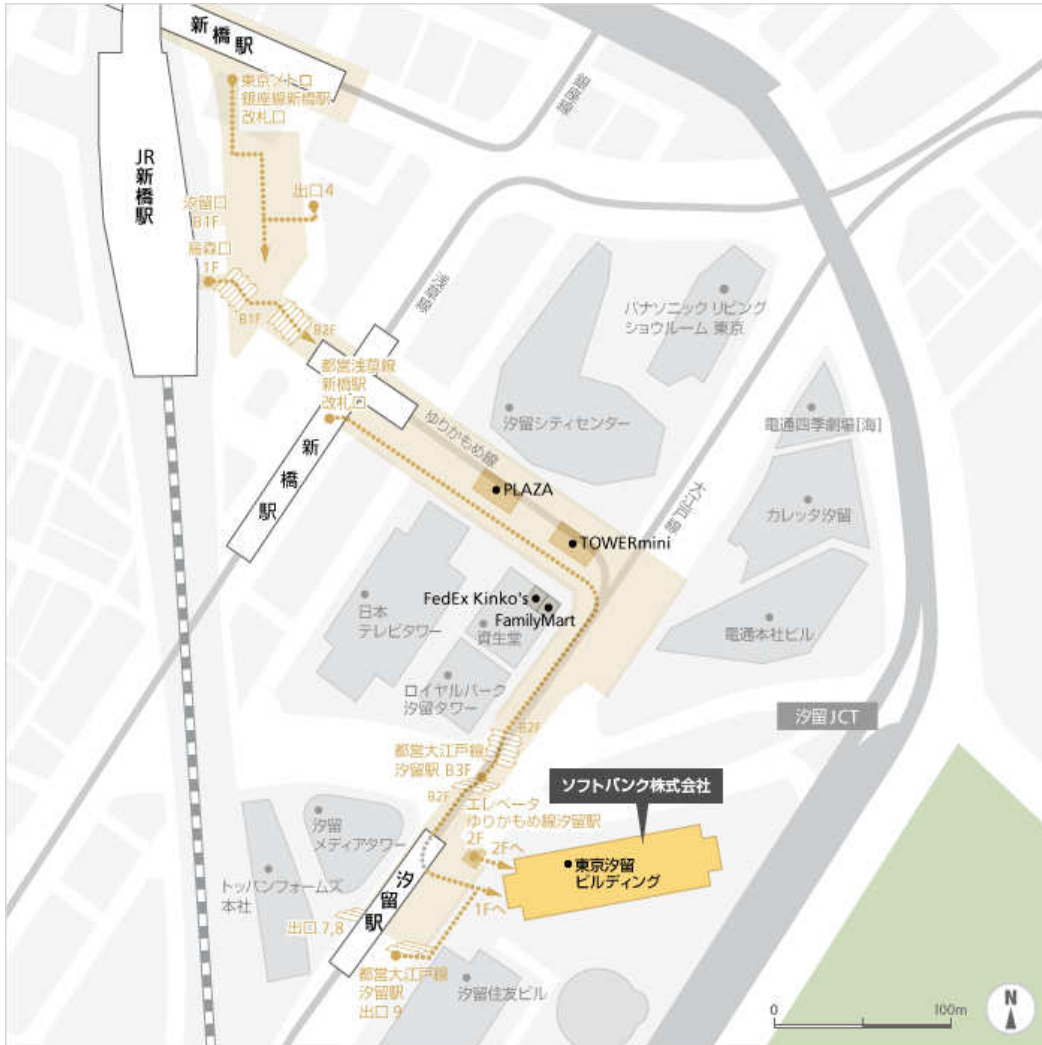 新橋駅
東京メトロ
銀座線新橋駅
改札口
銀座線
JR新橋駅
出口4
汐留口
B1F
烏森口
1F
B1F
B2F
浅草線
パナソニック リビング
ショウルーム 東京
都営浅草線
新橋駅
改札口
ゆりかもめ線
汐留シティセンター
電通四季劇場[海]
新橋駅
PLAZA
大江戸線
カレッタ汐留
TOWERmini
FedEx Kinko's
FamilyMart
日本
テレビタワー
資生堂
電通本社ビル
ロイヤルパーク
汐留タワー
汐留JCT
B2F
都営大江戸線
汐留駅 B3F
ソフトバンク株式会社
B2F
エレベータ
ゆりかもめ線汐留駅
2F
2Fへ
汐留
メディアタワー
東京汐留
ビルディング
トッパンフォームズ
本社
汐留駅
1Fへ
出口 7,8
都営大江戸線
汐留駅
出口 9
汐留住友ビル
0
100m
N